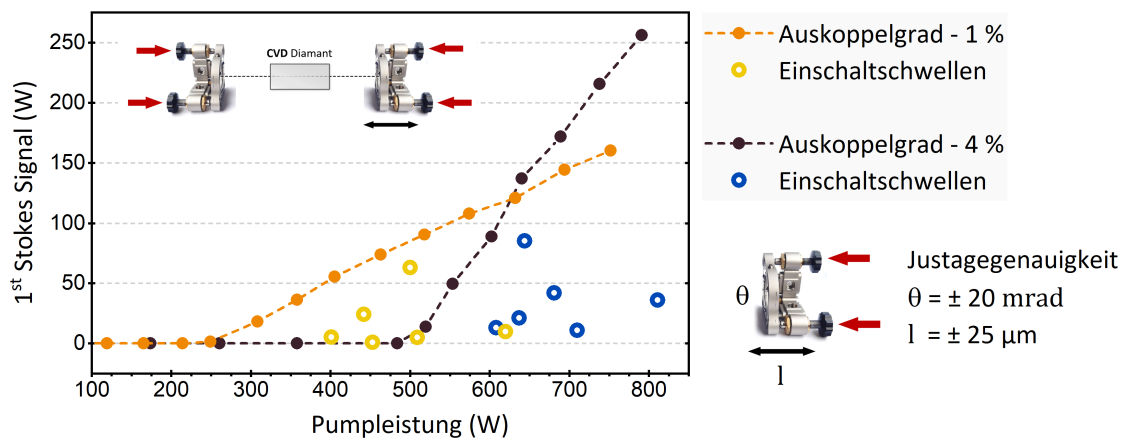 250
200
150
100
50
0
1st Stokes Signal (W)
CVD Diamant
100 200 300 400 500 600 700 800
Pumpleistung (W)
Auskoppelgrad - 1 %
Einschaltschwellen
Auskoppelgrad - 4 %
Einschaltschwellen
Justagegenauigkeit
θ
θ = ± 20 mrad
l = ± 25 µm
l